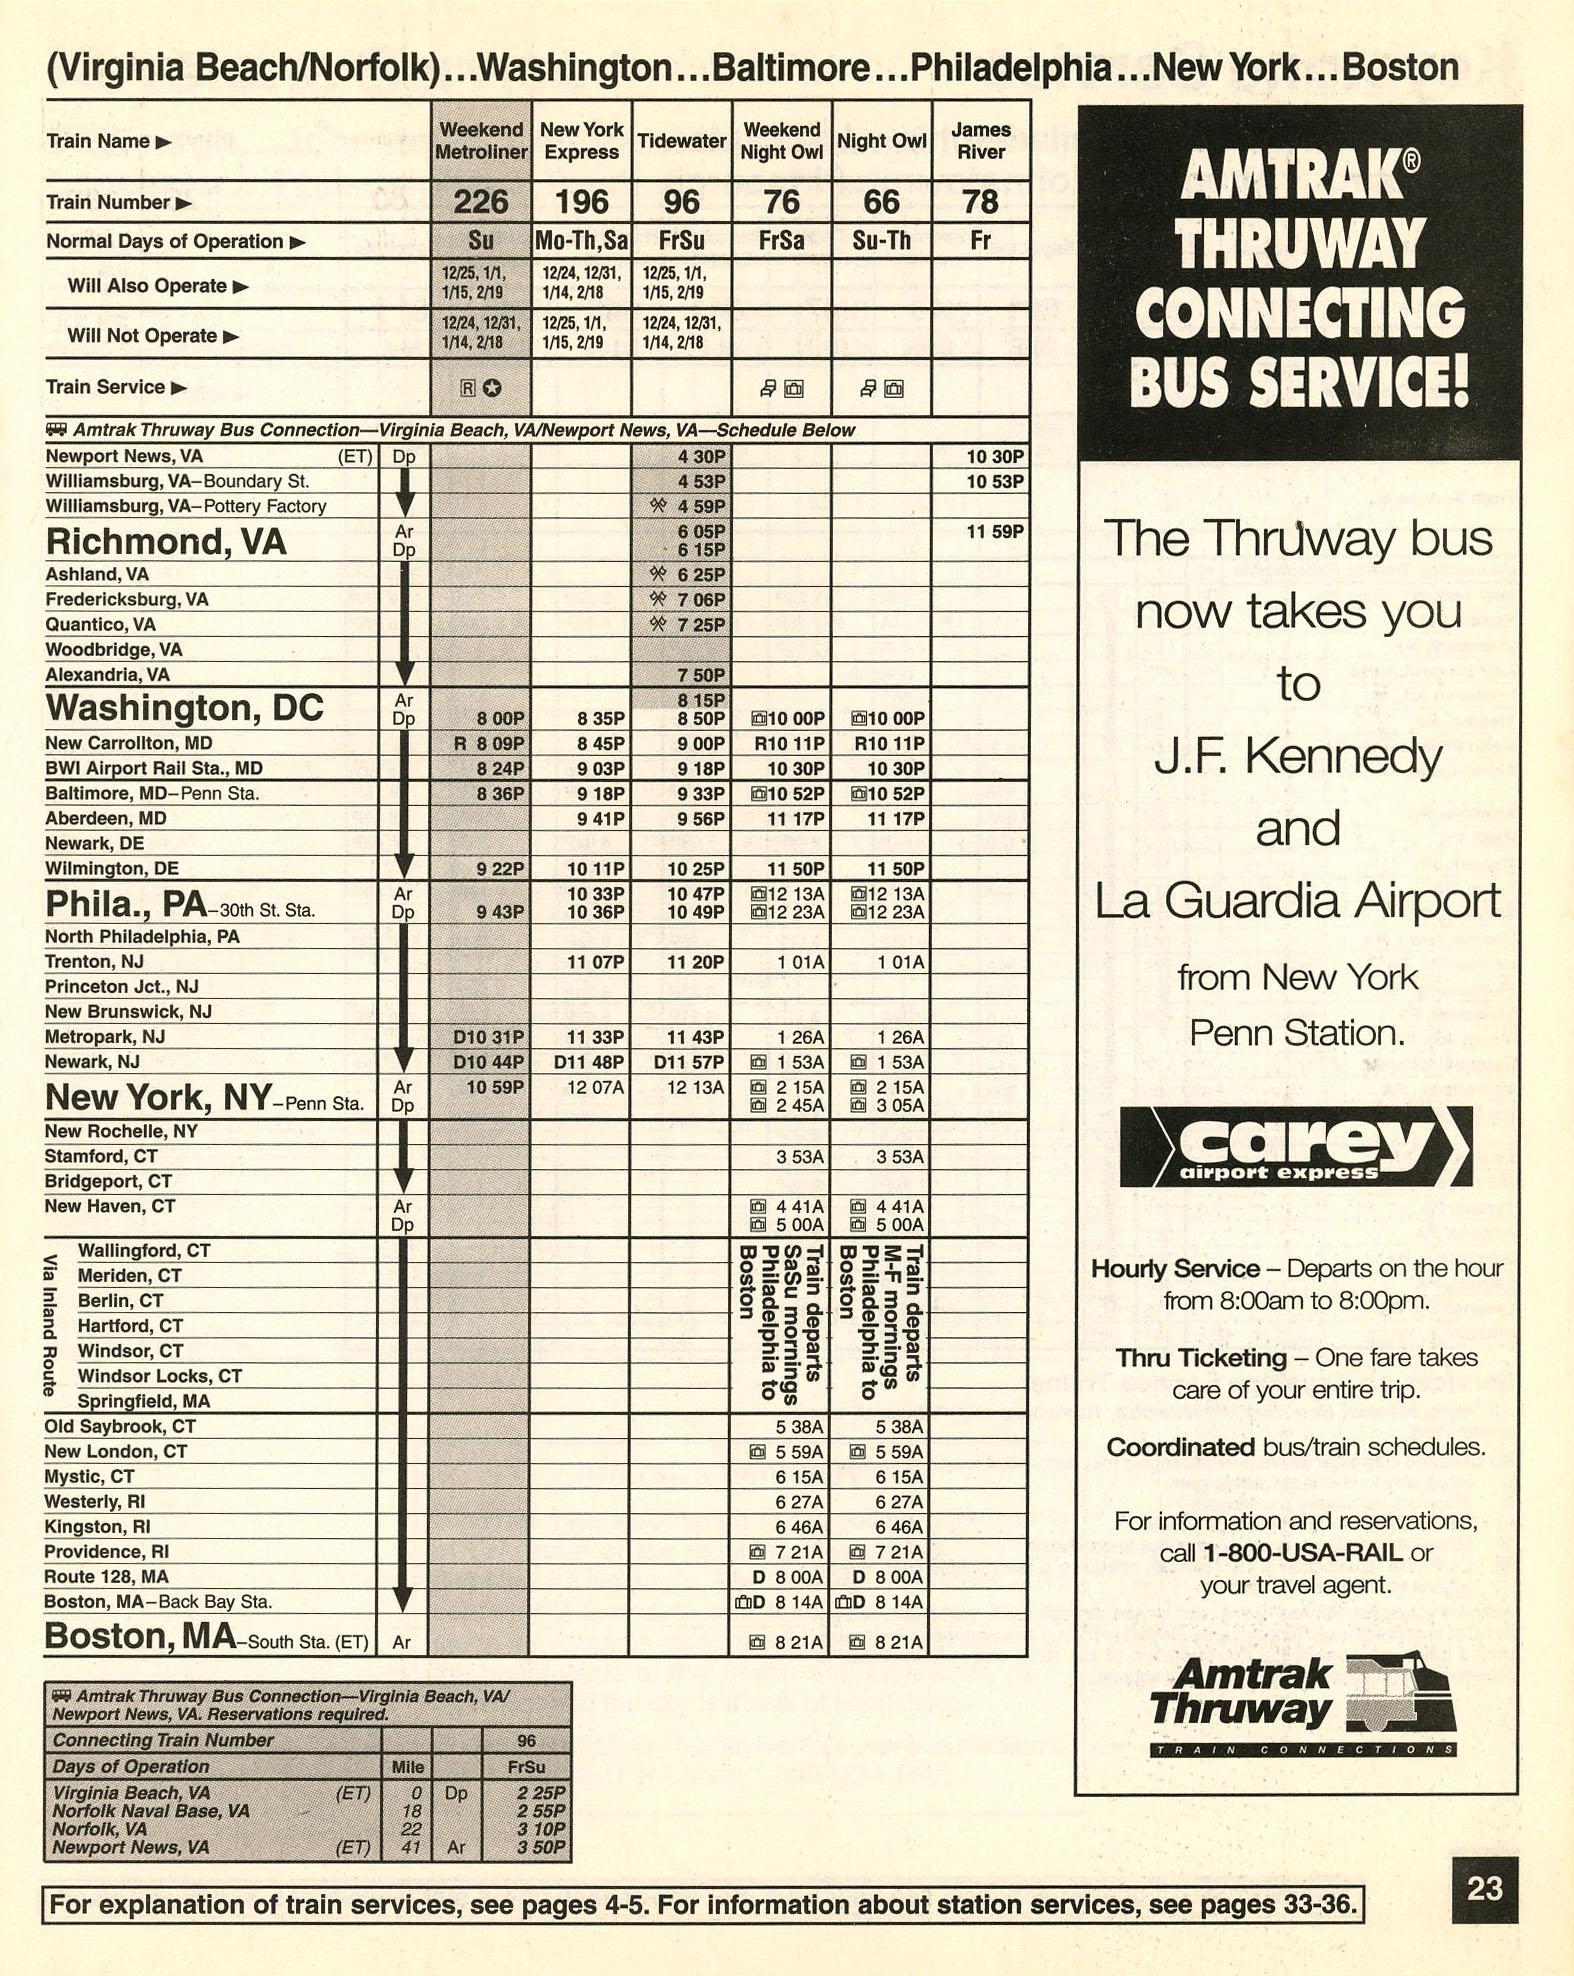 (Virginia Beach/Norfolk)...Washington...Baltimore...Philadelphia...New York...Boston
Train Name ► Weekend Metroliner New York Express Tidewater Weekend Night Owl Night Owl James River
Train Number ► 226 196 96 76 66 78
Normal Days of Operation ► Su Mo-Th,Sa FrSu FrSa Su-Th Fr
Will Also Operate ► 12/25, 1/1, 1/15, 2/19 12/24, 12/31, 1/14, 2/18 12/25, 1/1, 1/15, 2/19
Will Not Operate ► 12/24, 12/31, 1/14, 2/18 12/25, 1/1, 1/15, 2/19 12/24, 12/31, 1/14, 2/18
Train Service ► R
Amtrak Thruway Bus Connection—Virginia Beach, VA/Newport News, VA—Schedule Below
Newport News, VA (ET) Dp 4 30P 10 30P
Williamsburg, VA–Boundary St. 4 53P 10 53P
Williamsburg, VA–Pottery Factory 4 59P
Richmond, VA Ar 6 05P 11 59P
Dp 6 15P
Ashland, VA 6 25P
Fredericksburg, VA 7 06P
Quantico, VA 7 25P
Woodbridge, VA
Alexandria, VA 7 50P
Washington, DC Ar 8 15P
Dp 8 00P 8 35P 8 50P 10 00P 10 00P
New Carrollton, MD R 8 09P 8 45P 9 00P R10 11P R10 11P
BWI Airport Rail Sta., MD 8 24P 9 03P 9 18P 10 30P 10 30P
Baltimore, MD–Penn Sta. 8 36P 9 18P 9 33P 10 52P 10 52P
Aberdeen, MD 9 41P 9 56P 11 17P 11 17P
Newark, DE
Wilmington, DE 9 22P 10 11P 10 25P 11 50P 11 50P
Phila., PA–30th St. Sta. Ar 10 33P 10 47P 12 13A 12 13A
Dp 9 43P 10 36P 10 49P 12 23A 12 23A
North Philadelphia, PA
Trenton, NJ 11 07P 11 20P 1 01A 1 01A
Princeton Jct., NJ
New Brunswick, NJ
Metropark, NJ D10 31P 11 33P 11 43P 1 26A 1 26A
Newark, NJ D10 44P D11 48P D11 57P 1 53A 1 53A
New York, NY–Penn Sta. Ar 10 59P 12 07A 12 13A 2 15A 2 15A
Dp 2 45A 3 05A
New Rochelle, NY
Stamford, CT 3 53A 3 53A
Bridgeport, CT
New Haven, CT Ar 4 41A 4 41A
Dp 5 00A 5 00A
Via Inland Route
Wallingford, CT
Meriden, CT
Berlin, CT
Hartford, CT
Windsor, CT
Windsor Locks, CT
Springfield, MA
Train departs
SaSu mornings
Philadelphia to
Boston
Train departs
M-F mornings
Philadelphia to
Boston
Old Saybrook, CT 5 38A 5 38A
New London, CT 5 59A 5 59A
Mystic, CT 6 15A 6 15A
Westerly, RI 6 27A 6 27A
Kingston, RI 6 46A 6 46A
Providence, RI 7 21A 7 21A
Route 128, MA D 8 00A D 8 00A
Boston, MA–Back Bay Sta. D 8 14A D 8 14A
Boston, MA–South Sta. (ET) Ar 8 21A 8 21A
Amtrak Thruway Bus Connection—Virginia Beach, VA/
Newport News, VA. Reservations required.
Connecting Train Number 96
Days of Operation Mile FrSu
Virginia Beach, VA (ET) 0 Dp 2 25P
Norfolk Naval Base, VA 18 2 55P
Norfolk, VA 22 3 10P
Newport News, VA (ET) 41 Ar 3 50P
AMTRAK®
THRUWAY
CONNECTING
BUS SERVICE!
The Thruway bus
now takes you
to
J.F. Kennedy
and
La Guardia Airport
from New York
Penn Station.
carey
airport express
Hourly Service – Departs on the hour
from 8:00am to 8:00pm.
Thru Ticketing – One fare takes
care of your entire trip.
Coordinated bus/train schedules.
For information and reservations,
call 1-800-USA-RAIL or
your travel agent.
Amtrak
Thruway
TRAIN CONNECTIONS
For explanation of train services, see pages 4-5. For information about station services, see pages 33-36.
23